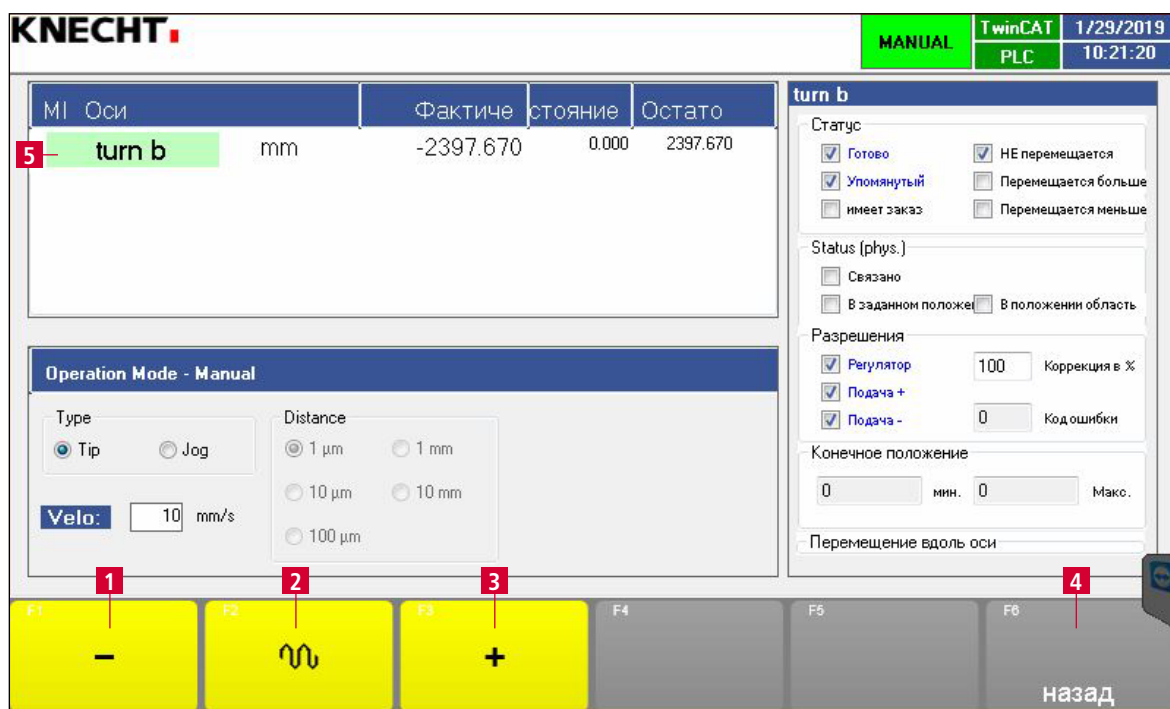 KNECHT
MANUAL
TwinCAT
PLC
1/29/2019
10:21:20
MI Оси Фактиче стояние Остато
5 turn b mm -2397.670 0.000 2397.670
turn b
Статус
Готово НЕ перемещается
Упомянутый Перемещается больше
имеет заказ Перемещается меньше
Status (phys.)
Связано
В заданном положе В положении область
Разрешения
Регулятор 100 Коррекция в %
Подача +
Подача - 0 Код ошибки
Конечное положение
0 мин. 0 Макс.
Перемещение вдоль оси
Operation Mode - Manual
Type
Tip Jog
Velo: 10 mm/s
Distance
1 µm 1 mm
10 µm 10 mm
100 µm
1 2 3 4
F1 F2 F3 F4 F5 F6
- +
назад